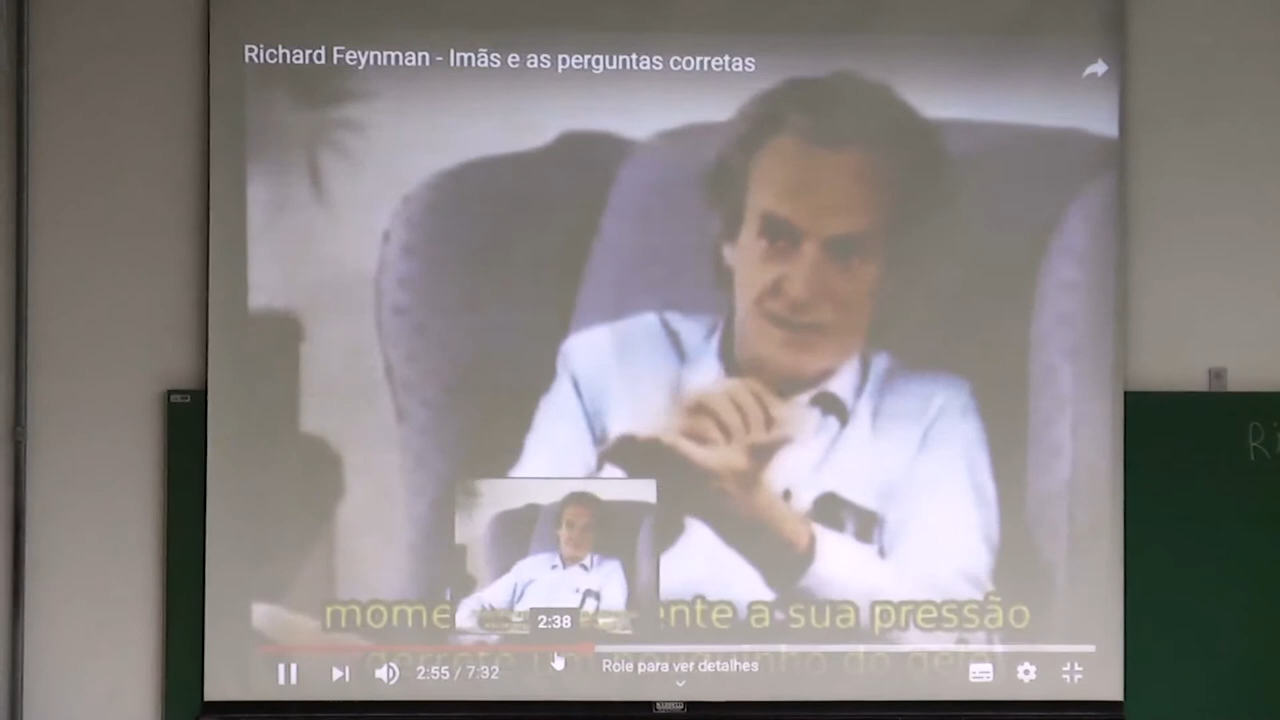 Richard Feynman - Imãs e as perguntas corretas
ente a sua pressão
2:38
2:55 / 7:32
Role para ver detalhes